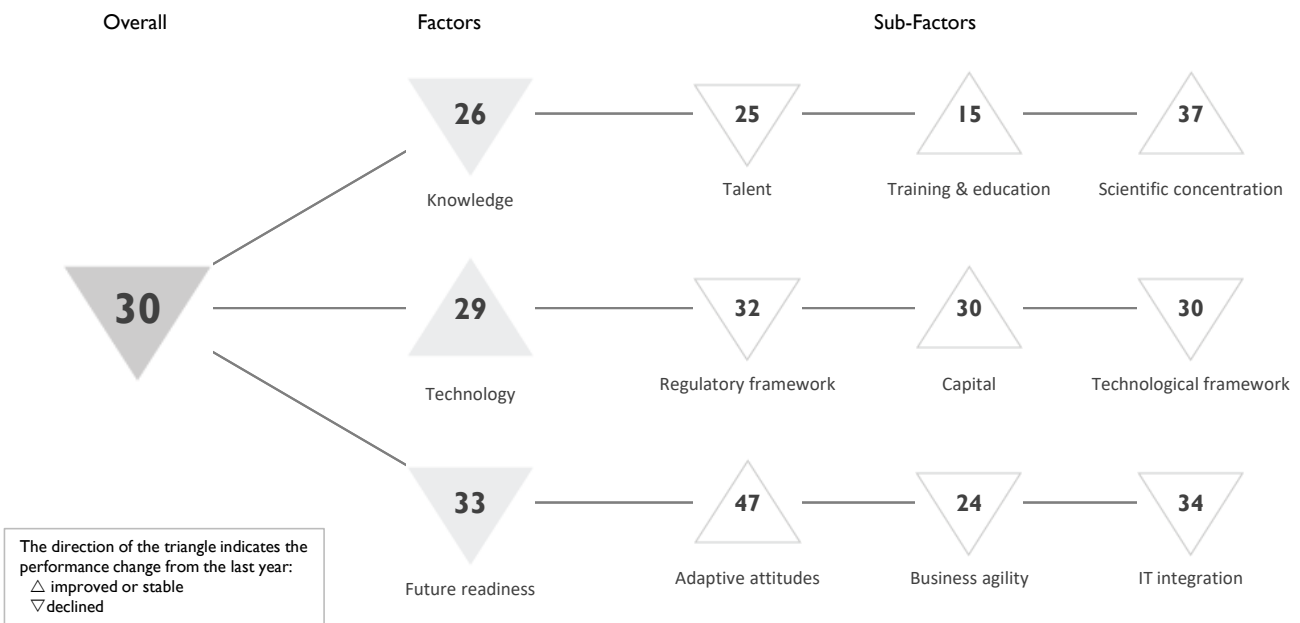 Overall
Factors
Sub-Factors
26
25
15
37
Knowledge
Talent
Training & education
Scientific concentration
30
29
32
30
30
Technology
Regulatory framework
Capital
Technological framework
33
47
24
34
Future readiness
Adaptive attitudes
Business agility
IT integration
The direction of the triangle indicates the
performance change from the last year:
△ improved or stable
▽declined